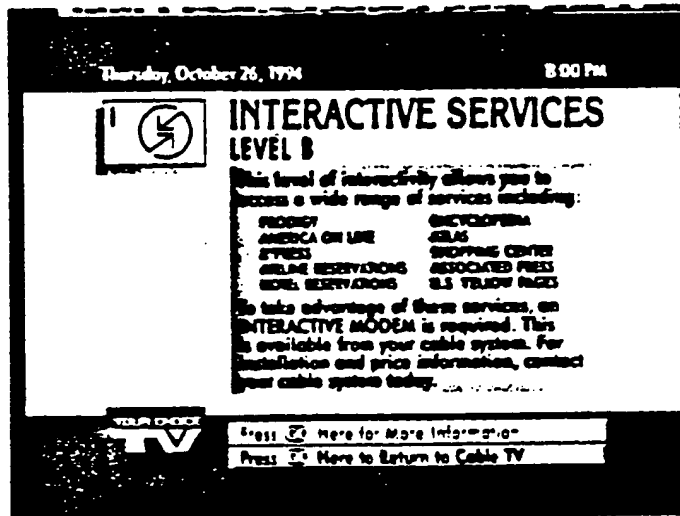 Thursday, October 26, 1994 8:00 PM
INTERACTIVE SERVICES
LEVEL B
This level of interactivity allows you to
access a wide range of services including:
PRODIGY ENCYCLOPEDIA
AMERICA ON LINE ATLAS
X*PRESS SHOPPING CENTER
AIRLINE RESERVATIONS ASSOCIATED PRESS
HOTEL RESERVATIONS U.S YELLOW PAGES
To take advantage of these services, an
INTERACTIVE MODEM is required. This
is available from your cable system. For
installation and price information, contact
your cable system today.
YOUR CHOICE
TV
Press Here for More Information
Press Here to Return to Cable TV